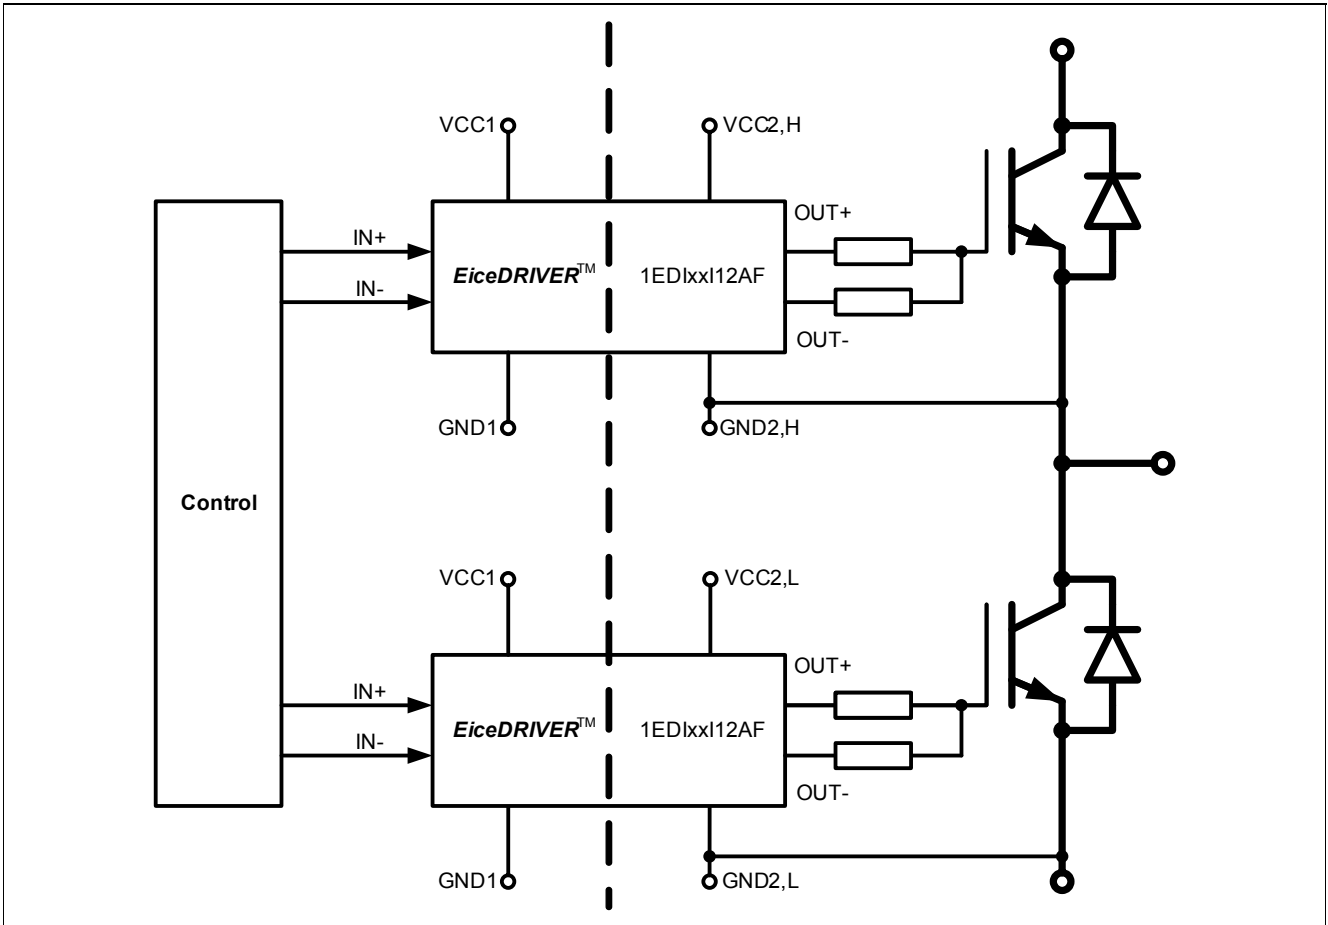 VCC1
VCC2,H
OUT+
IN+
EiceDRIVER™
1EDIxxI12AF
IN-
OUT-
GND1
GND2,H
Control
VCC1
VCC2,L
OUT+
IN+
EiceDRIVER™
1EDIxxI12AF
IN-
OUT-
GND1
GND2,L